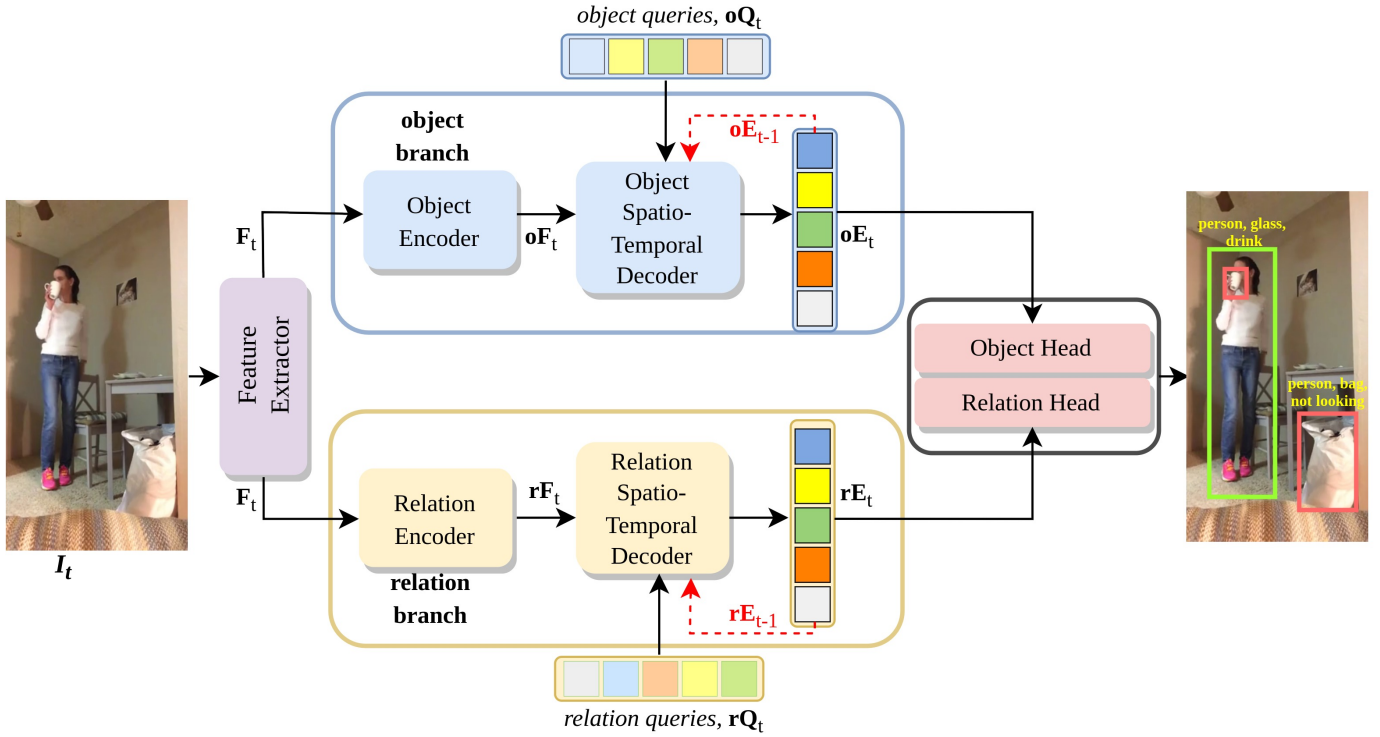 object queries, oQt
object
branch
oEt-1
Object
Encoder
Object
Spatio-
Temporal
Decoder
Ft
oFt
oEt
person, glass,
drink
Feature
Extractor
Object Head
Relation Head
person, bag,
not looking
Ft
Relation
Encoder
rFt
Relation
Spatio-
Temporal
Decoder
rEt
It
relation
branch
rEt-1
relation queries, rQt